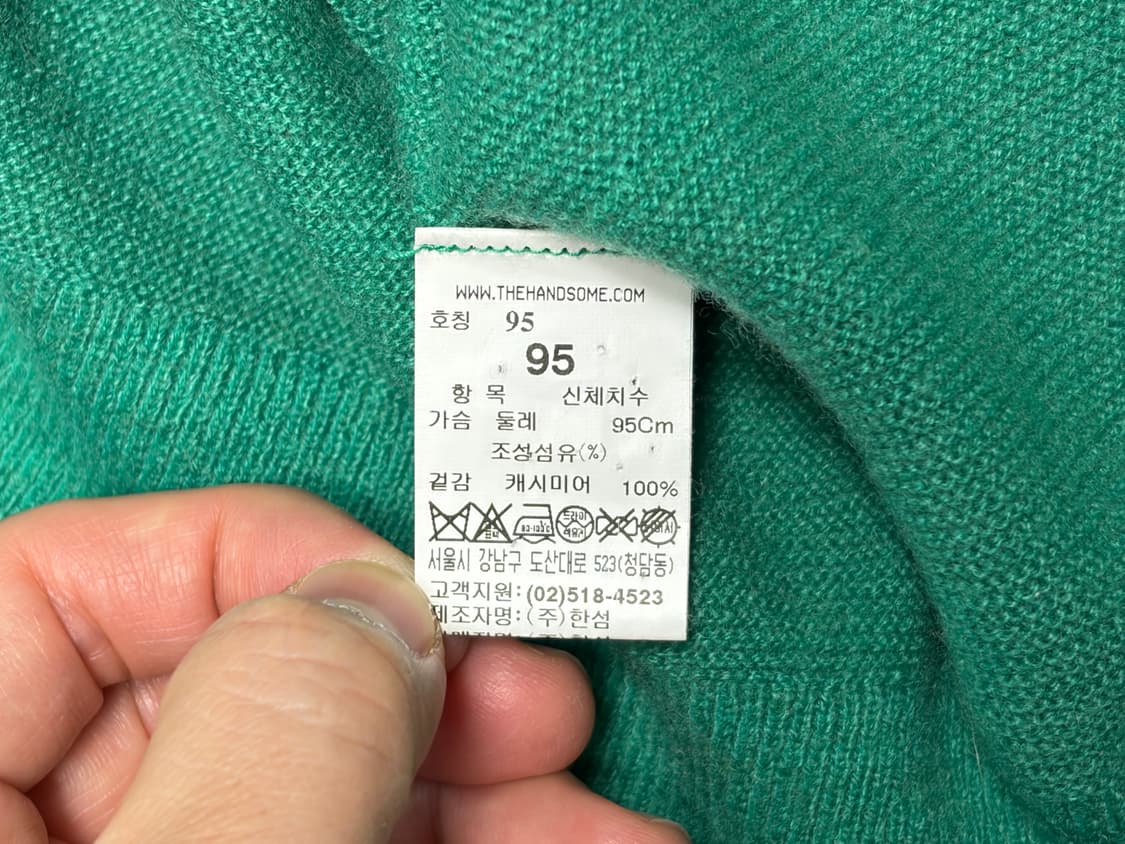 WWW.THEHANDSOME.COM
호칭 95
95
항 목 신체치수
가슴 둘레 95Cm
조성섬유(%)
겉감 캐시미어 100%
드라이
서울시 강남구 도산대로 523(청담동)
고객지원: (02)518-4523
제조자명: (주)한섬